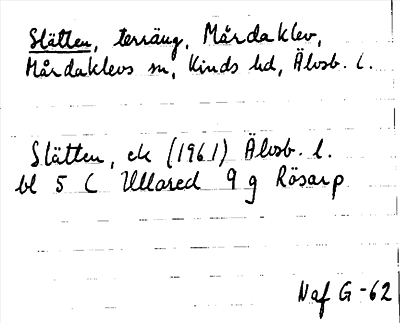 Slätten, terräng, Mårdaklev,
Mårdaklevs sn, Kinds hd, Älvsb. l.
Slätten, ek (1961) Älvsb. l.
bl 5 C Ullared 9 g Rösarp
Naf G-62